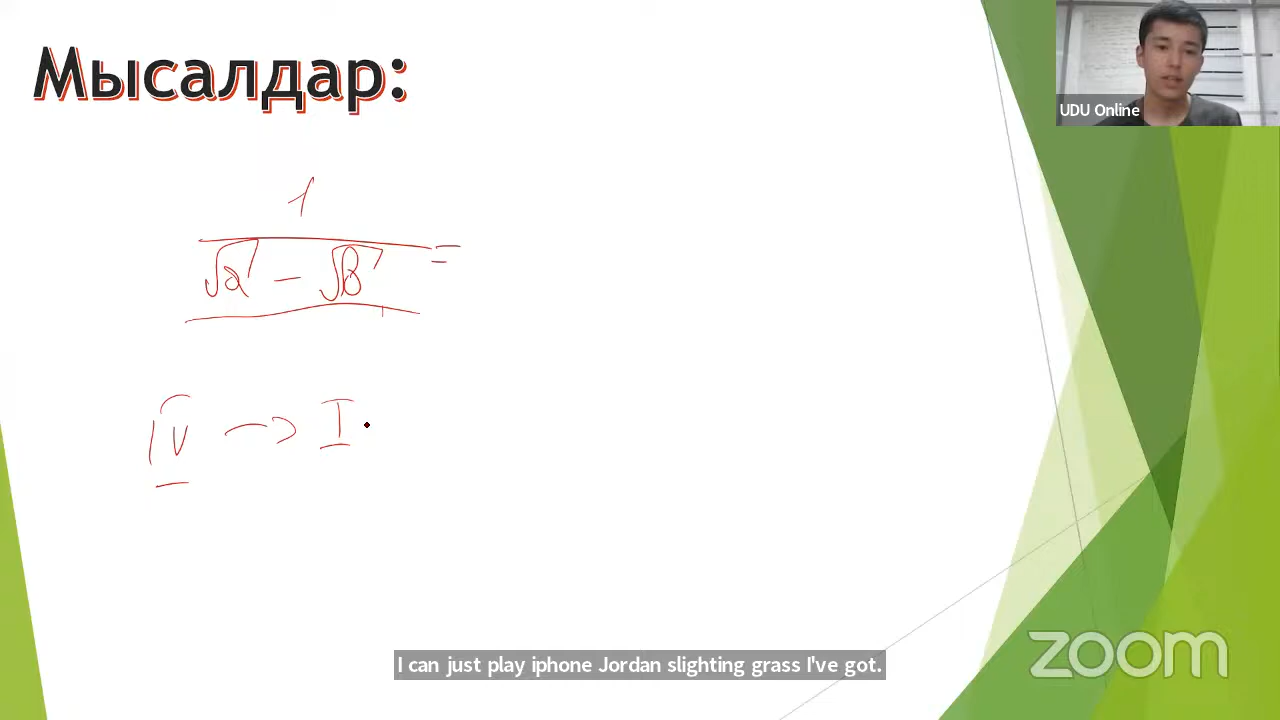 Мысалдар:
UDU Online
1
√a - √b =
IV → I
I can just play iphone Jordan slighting grass I've got.
zoom